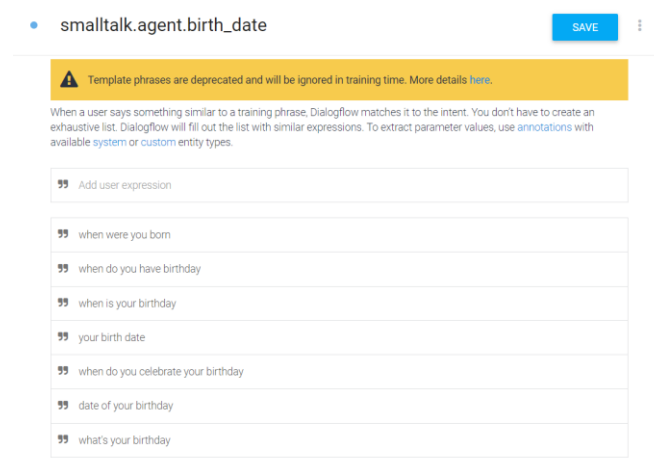 smalltalk.agent.birth_date
SAVE
Template phrases are deprecated and will be ignored in training time. More details here.
When a user says something similar to a training phrase, Dialogflow matches it to the intent. You don't have to create an
exhaustive list. Dialogflow will fill out the list with similar expressions. To extract parameter values, use annotations with
available system or custom entity types.
Add user expression
when were you born
when do you have birthday
when is your birthday
your birth date
when do you celebrate your birthday
date of your birthday
what's your birthday